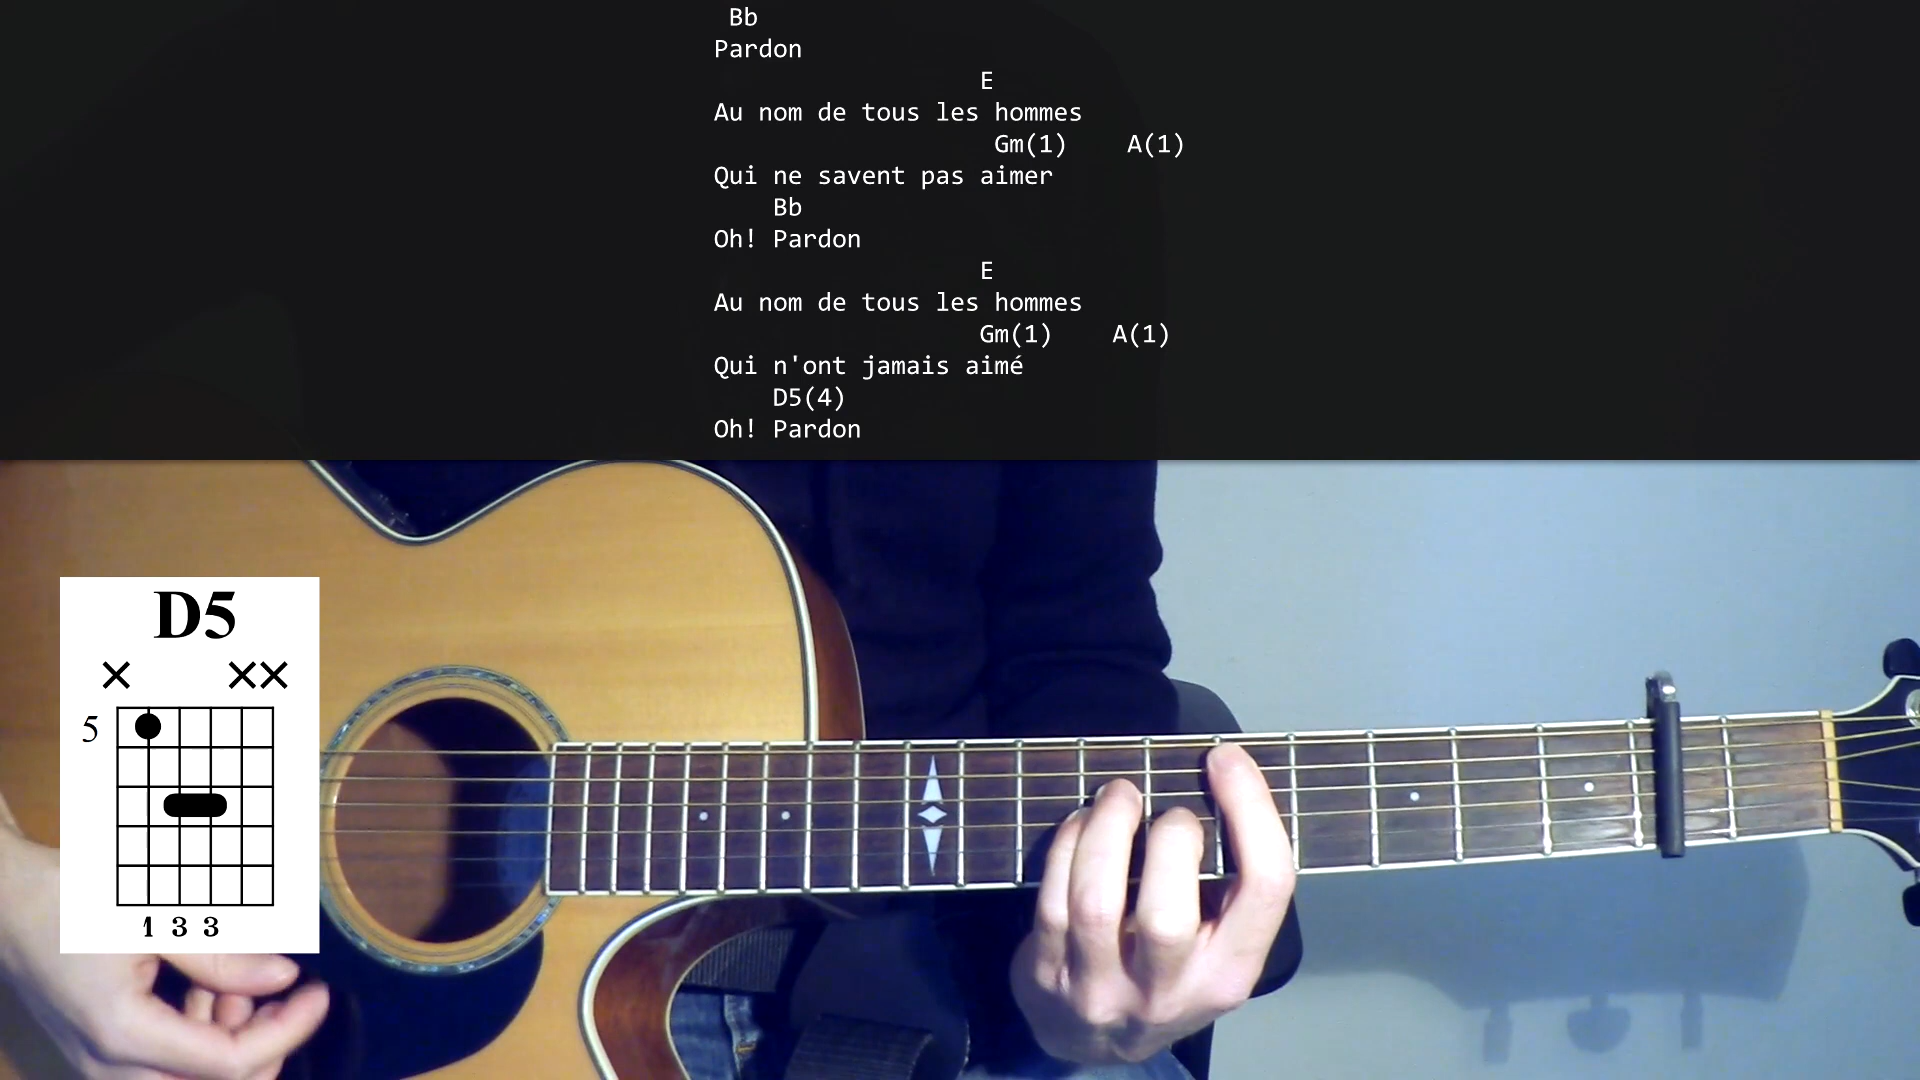 Bb
Pardon
E
Au nom de tous les hommes
Gm(1) A(1)
Qui ne savent pas aimer
Bb
Oh! Pardon
E
Au nom de tous les hommes
Gm(1) A(1)
Qui n'ont jamais aimé
D5(4)
Oh! Pardon
D5
× ××
5
1 3 3